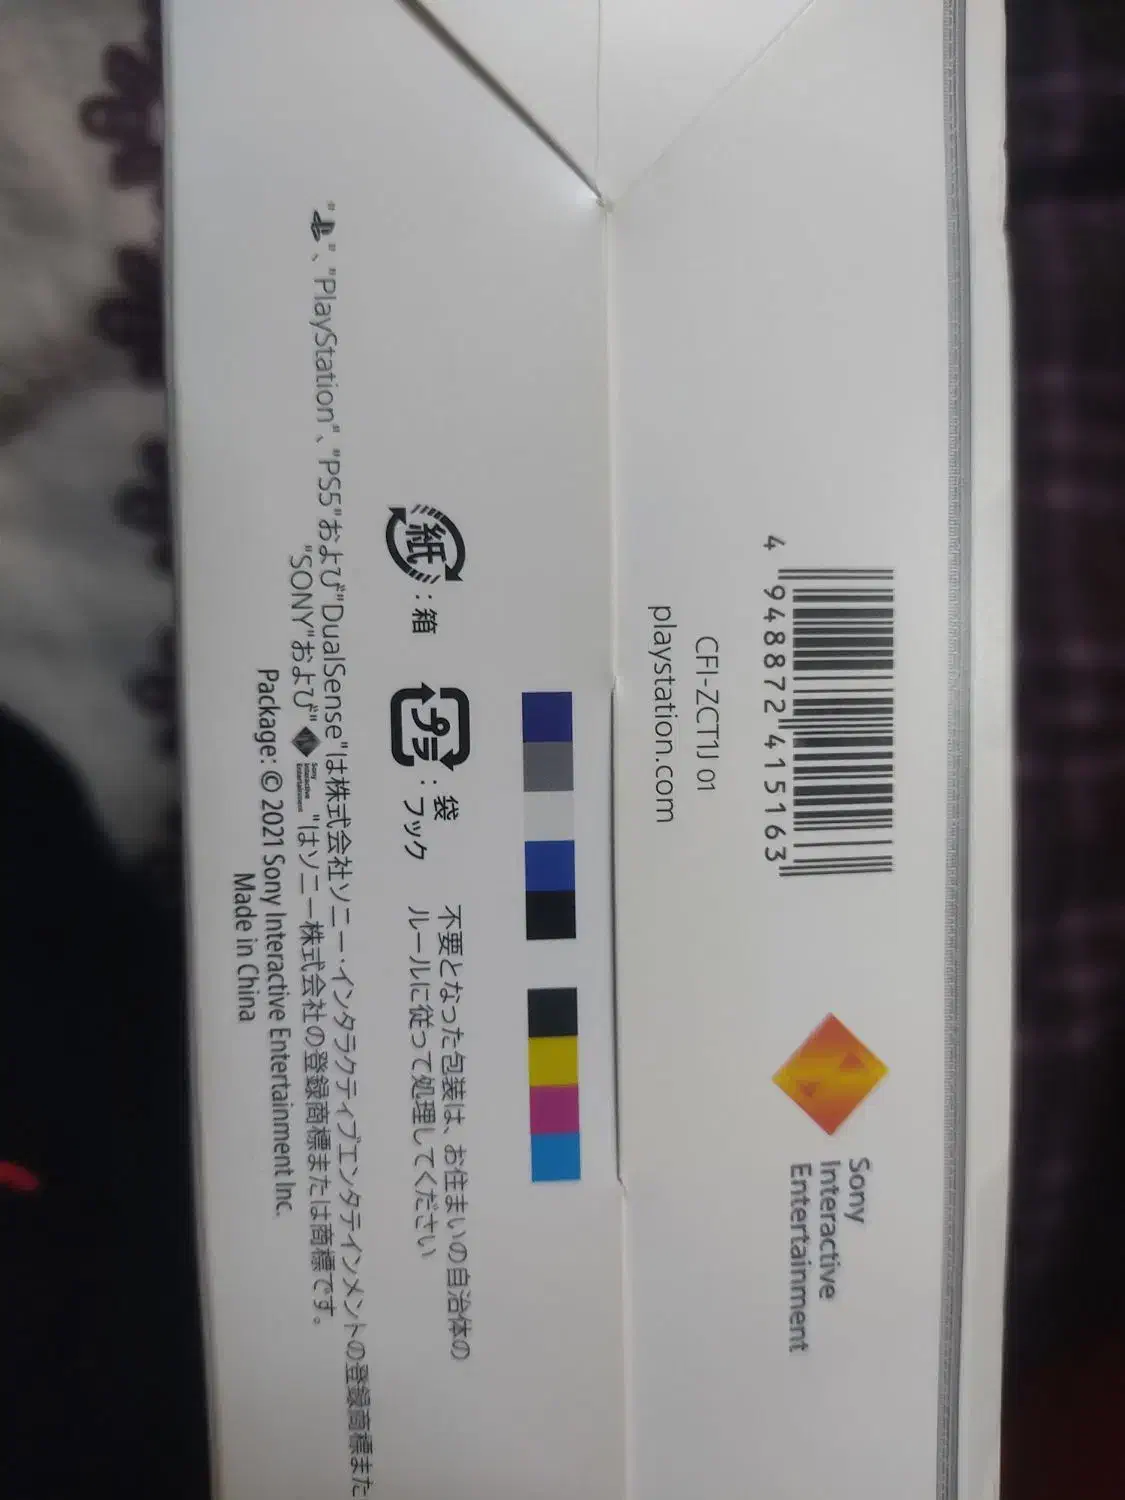 4 948872 415163
Sony
Interactive
Entertainment
CFI-ZCT1J 01
playstation.com
紙 : 箱
プラ : 袋
フック
不要となった包装は、お住まいの自治体の
ルールに従って処理してください
" "、"PlayStation"、"PS5"および"DualSense"は株式会社ソニー・インタラクティブエンタテインメントの登録商標また
"SONY"および" Sony Interactive Entertainment "はソニー株式会社の登録商標または商標です。
Package: © 2021 Sony Interactive Entertainment Inc.
Made in China